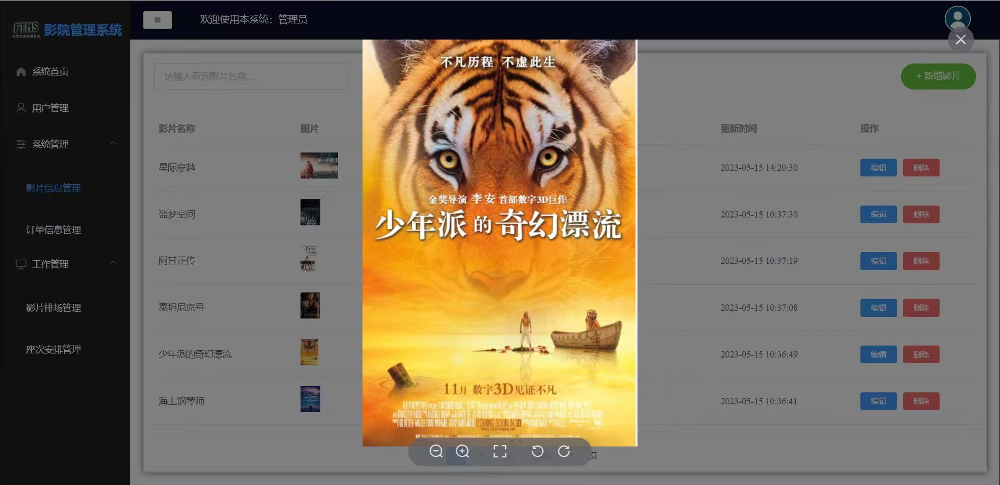 FTMS 影院管理系统
电影售票管理系统
欢迎使用本系统：管理员
系统首页
用户管理
系统管理
影片信息管理
订单信息管理
工作管理
影片排场管理
座次安排管理
请输入查询影片名称...
+ 新增影片
影片名称 图片 更新时间 操作
星际穿越 2023-05-15 14:20:30 编辑 删除
盗梦空间 2023-05-15 10:37:30 编辑 删除
阿甘正传 2023-05-15 10:37:19 编辑 删除
泰坦尼克号 2023-05-15 10:37:08 编辑 删除
少年派的奇幻漂流 2023-05-15 10:36:49 编辑 删除
海上钢琴师 2023-05-15 10:36:41 编辑 删除
不凡历程 不虚此生
金奖导演 李安 首部数字3D巨作
少年派的奇幻漂流
11月 数字3D见证不凡
COMING SOON IN 3D
页